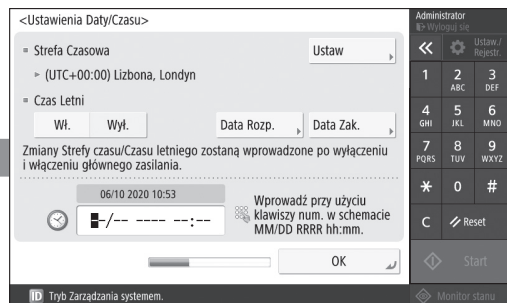 <Ustawienia Daty/Czasu>
Strefa Czasowa
Ustaw
(UTC+00:00) Lizbona, Londyn
Czas Letni
Wł. Wył. Data Rozp. Data Zak.
Zmiany Strefy czasu/Czasu letniego zostaną wprowadzone po wyłączeniu
i włączeniu głównego zasilania.
06/10 2020 10:53
-/-- ---- --:--
Wprowadź przy użyciu
klawiszy num. w schemacie
MM/DD RRRR hh:mm.
OK
ID Tryb Zarządzania systemem.
Administrator
Wyloguj się
Ustaw./
Rejestr.
1 2 3
ABC DEF
4 5 6
GHI JKL MNO
7 8 9
PQRS TUV WXYZ
* 0 #
C Reset
Start
Monitor stanu